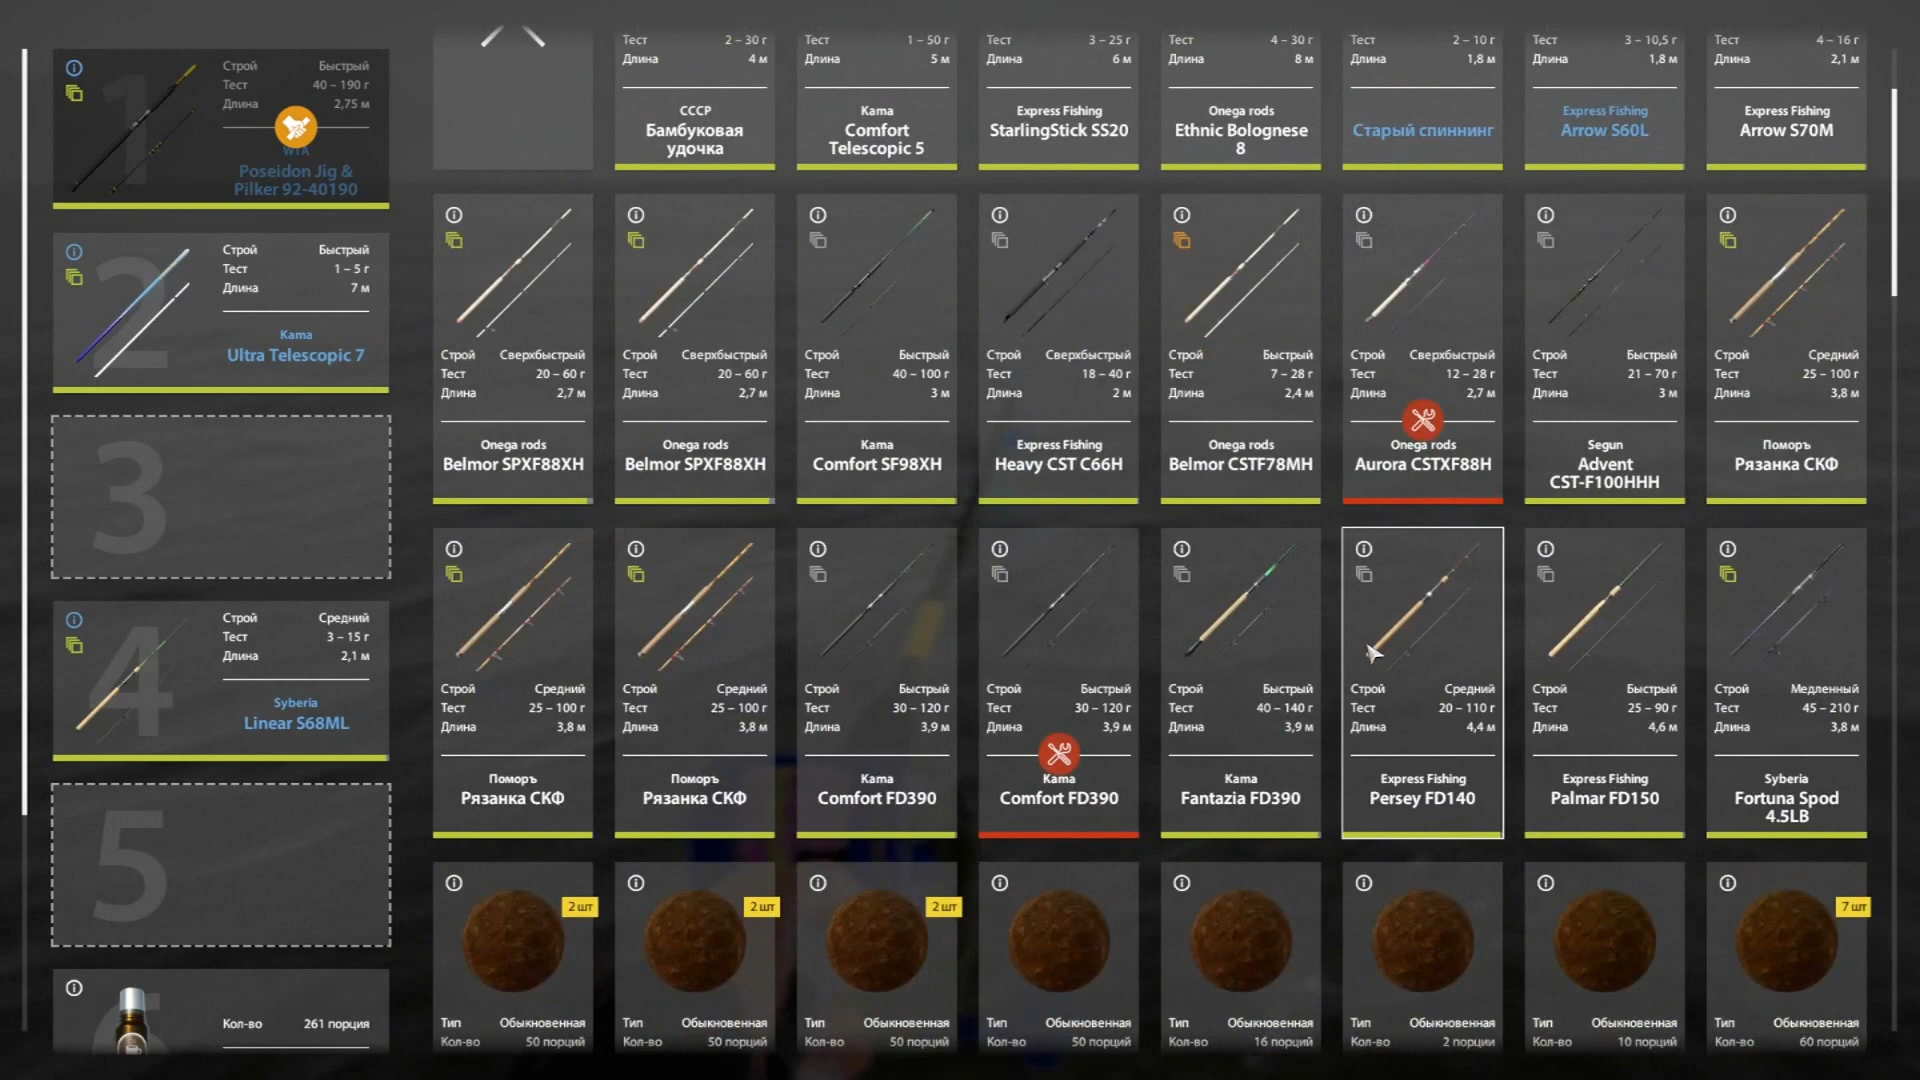 1
Строй Быстрый
Тест 40 – 190 г
Длина 2,75 м
Poseidon Jig &
Pilker 92-40190
2
Строй Быстрый
Тест 1 – 5 г
Длина 7 м
Kama
Ultra Telescopic 7
3
4
Строй Средний
Тест 3 – 15 г
Длина 2,1 м
Syberia
Linear S68ML
5
6
Кол-во 261 порция
Тест 2 – 30 г
Длина 4 м
СССР
Бамбуковая
удочка
Тест 1 – 50 г
Длина 5 м
Kama
Comfort
Telescopic 5
Тест 3 – 25 г
Длина 6 м
Express Fishing
StarlingStick SS20
Тест 4 – 30 г
Длина 8 м
Onega rods
Ethnic Bolognese
8
Тест 2 – 10 г
Длина 1,8 м
Старый спиннинг
Тест 3 – 10,5 г
Длина 1,8 м
Express Fishing
Arrow S60L
Тест 4 – 16 г
Длина 2,1 м
Express Fishing
Arrow S70M
Строй Сверхбыстрый
Тест 20 – 60 г
Длина 2,7 м
Onega rods
Belmor SPXF88XH
Строй Сверхбыстрый
Тест 20 – 60 г
Длина 2,7 м
Onega rods
Belmor SPXF88XH
Строй Быстрый
Тест 40 – 100 г
Длина 3 м
Kama
Comfort SF98XH
Строй Сверхбыстрый
Тест 18 – 40 г
Длина 2 м
Express Fishing
Heavy CST C66H
Строй Быстрый
Тест 7 – 28 г
Длина 2,4 м
Onega rods
Belmor CSTF78MH
Строй Сверхбыстрый
Тест 12 – 28 г
Длина 2,7 м
Onega rods
Aurora CSTXF88H
Строй Быстрый
Тест 21 – 70 г
Длина 3 м
Segun
Advent
CST-F100HHH
Строй Средний
Тест 25 – 100 г
Длина 3,8 м
Поморъ
Рязанка СКФ
Строй Средний
Тест 25 – 100 г
Длина 3,8 м
Поморъ
Рязанка СКФ
Строй Средний
Тест 25 – 100 г
Длина 3,8 м
Поморъ
Рязанка СКФ
Строй Быстрый
Тест 30 – 120 г
Длина 3,9 м
Kama
Comfort FD390
Строй Быстрый
Тест 30 – 120 г
Длина 3,9 м
Kama
Comfort FD390
Строй Быстрый
Тест 40 – 140 г
Длина 3,9 м
Kama
Fantazia FD390
Строй Средний
Тест 20 – 110 г
Длина 4,4 м
Express Fishing
Persey FD140
Строй Быстрый
Тест 25 – 90 г
Длина 4,6 м
Express Fishing
Palmar FD150
Строй Медленный
Тест 45 – 210 г
Длина 3,8 м
Syberia
Fortuna Spod
4.5LB
2 шт
Тип Обыкновенная
Кол-во 50 порций
2 шт
Тип Обыкновенная
Кол-во 50 порций
2 шт
Тип Обыкновенная
Кол-во 50 порций
Тип Обыкновенная
Кол-во 50 порций
Тип Обыкновенная
Кол-во 16 порций
Тип Обыкновенная
Кол-во 2 порции
Тип Обыкновенная
Кол-во 10 порций
7 шт
Тип Обыкновенная
Кол-во 60 порций